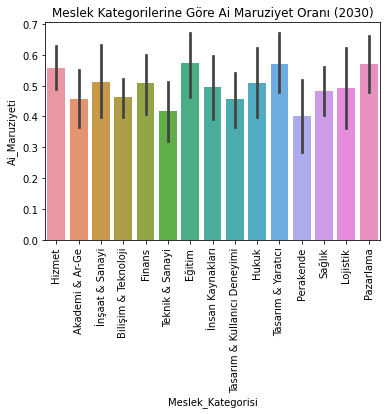 Meslek Kategorilerine Göre Ai Maruziyet Oranı (2030)
Ai_Maruziyeti
0.7
0.6
0.5
0.4
0.3
0.2
0.1
0.0
Hizmet
Akademi & Ar-Ge
İnşaat & Sanayi
Bilişim & Teknoloji
Finans
Teknik & Sanayi
Eğitim
İnsan Kaynakları
Tasarım & Kullanıcı Deneyimi
Hukuk
Tasarım & Yaratıcı
Perakende
Sağlık
Lojistik
Pazarlama
Meslek_Kategorisi